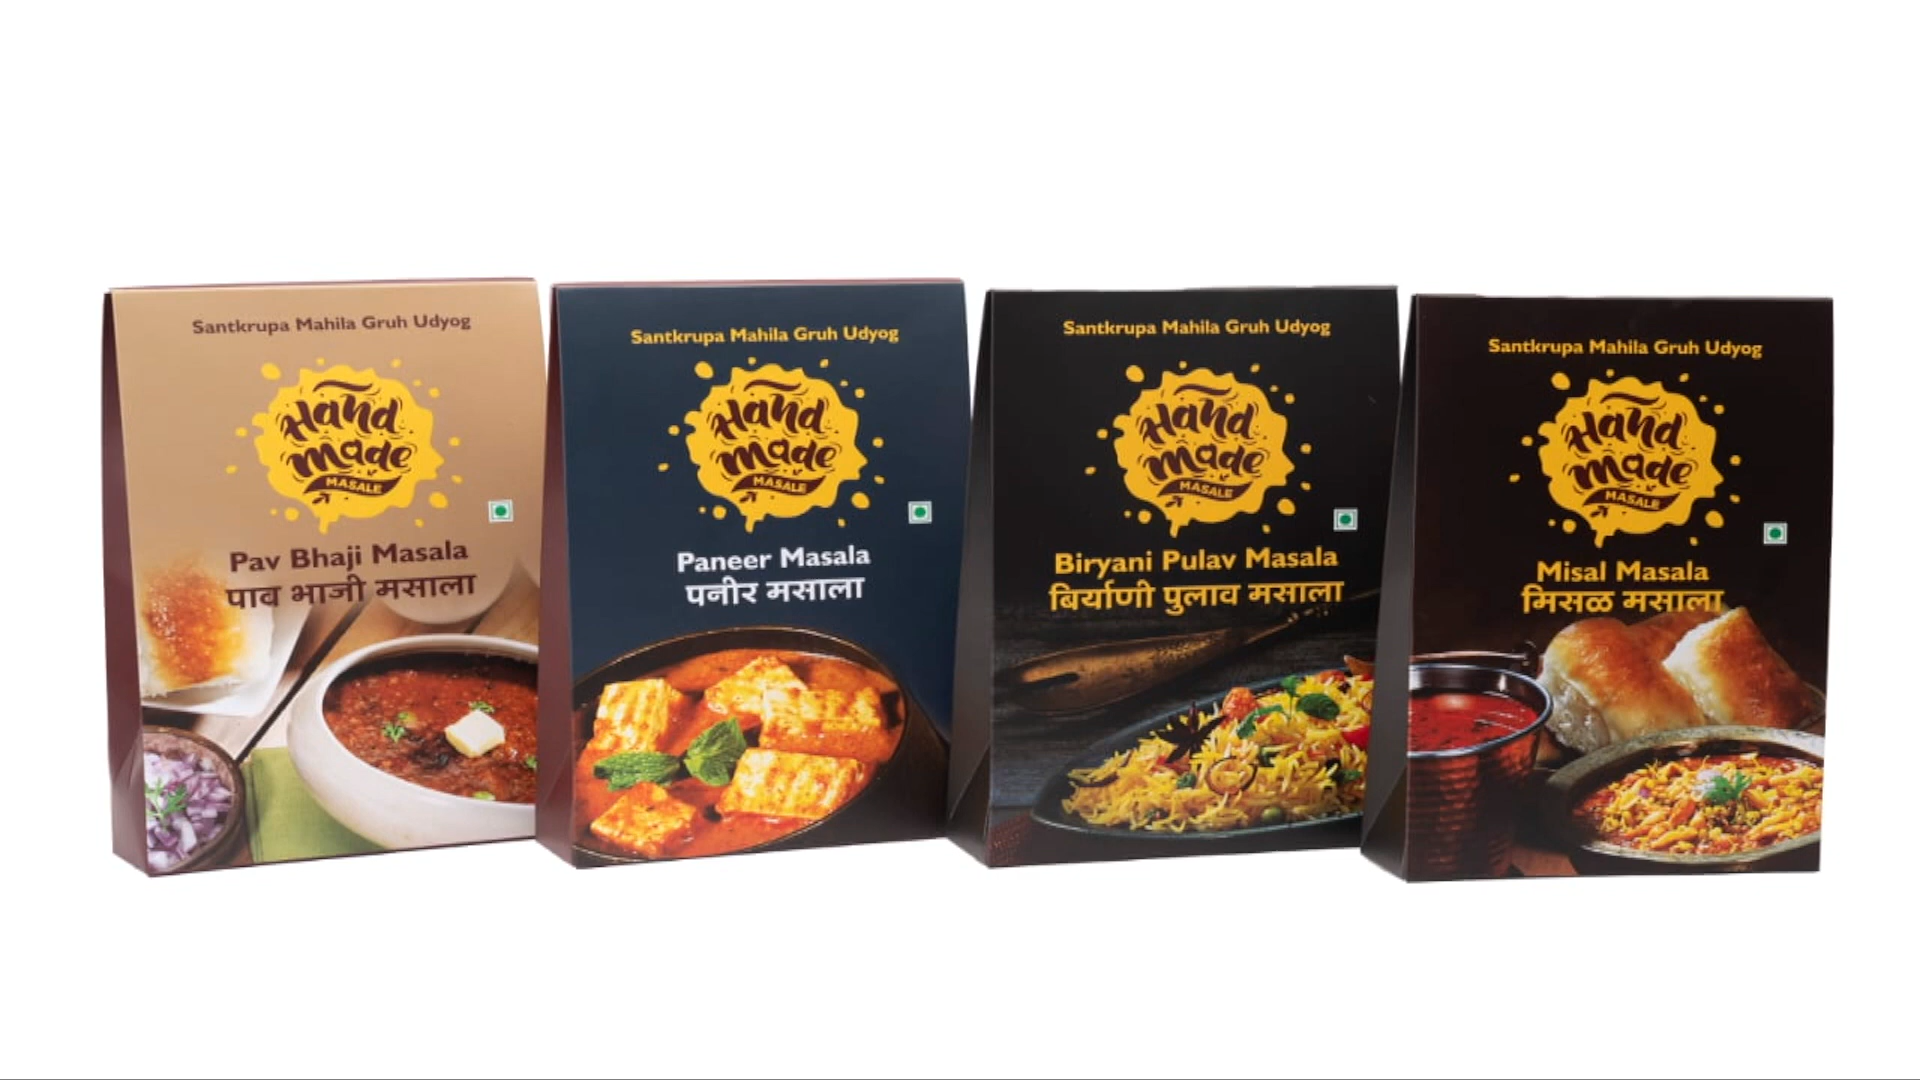 Santkrupa Mahila Gruh Udyog
Hand
made
MASALE
Pav Bhaji Masala
पाव भाजी मसाला
Santkrupa Mahila Gruh Udyog
Hand
made
MASALE
Paneer Masala
पनीर मसाला
Santkrupa Mahila Gruh Udyog
Hand
made
MASALE
Biryani Pulav Masala
बिर्याणी पुलाव मसाला
Santkrupa Mahila Gruh Udyog
Hand
made
MASALE
Misal Masala
मिसळ मसाला